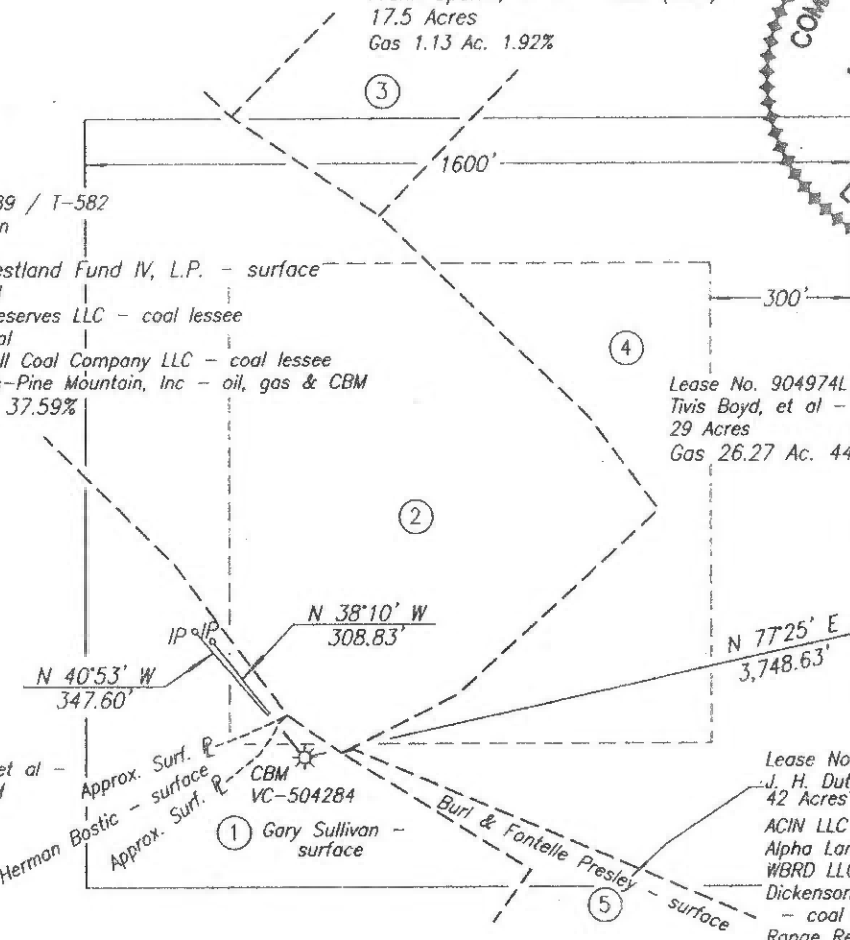 17.5 Acres
Gas 1.13 Ac. 1.92%
COM
3
1600'
39 / T-582
estland Fund IV, L.P. - surface
eserves LLC - coal lessee
al
ll Coal Company LLC - coal lessee
s-Pine Mountain, Inc - oil, gas & CBM
37.59%
300'
4
Lease No. 904974L
Tivis Boyd, et al -
29 Acres
Gas 26.27 Ac. 44
2
N 38°10' W
308.83'
IP
IP
N 40°53' W
347.60'
N 77°25' E
3,748.63'
et al -
Approx. Surf. ℄
Herman Bostic - surface
Approx. Surf. ℄
CBM
VC-504284
1 Gary Sullivan -
surface
Burl & Fontelle Presley - surface
5
Lease No
J. H. Dut
42 Acres
ACIN LLC
Alpha Lan
WBRD LLC
Dickenson
- coal
Range Re